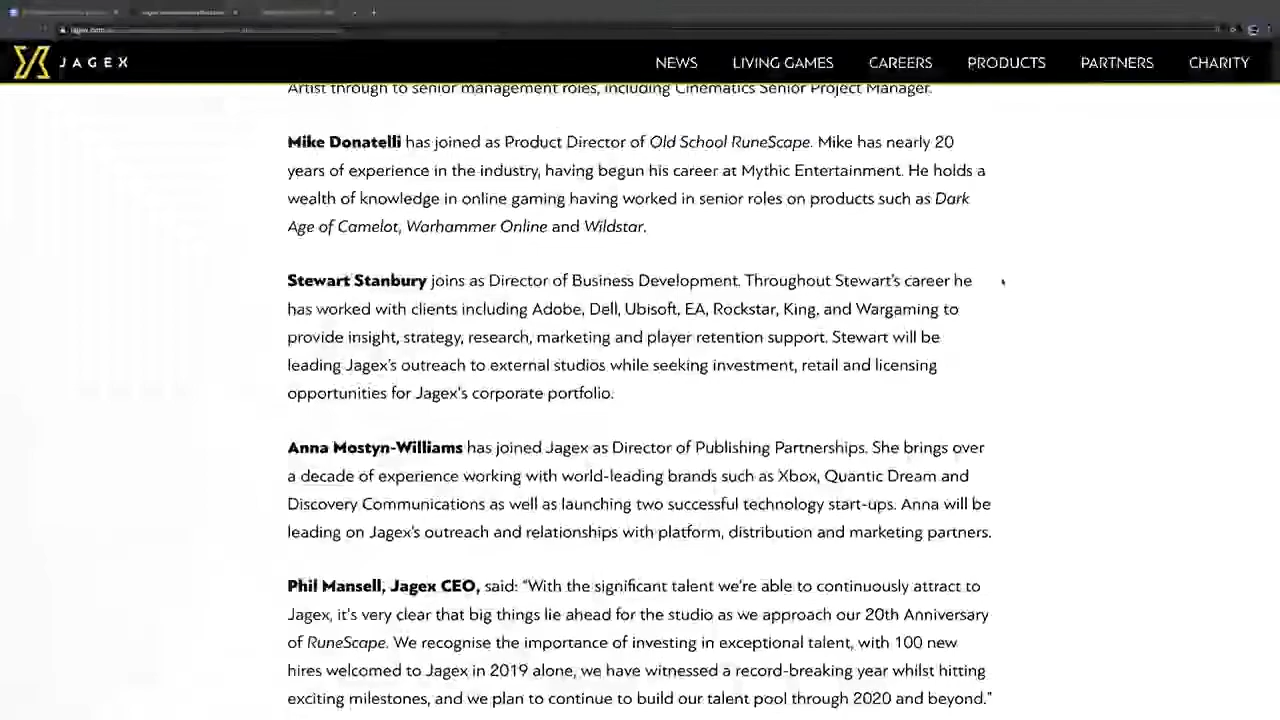 jagex.com
JAGEX
NEWS LIVING GAMES CAREERS PRODUCTS PARTNERS CHARITY
Artist through to senior management roles, including Cinematics Senior Project Manager.
Mike Donatelli has joined as Product Director of Old School RuneScape. Mike has nearly 20
years of experience in the industry, having begun his career at Mythic Entertainment. He holds a
wealth of knowledge in online gaming having worked in senior roles on products such as Dark
Age of Camelot, Warhammer Online and Wildstar.
Stewart Stanbury joins as Director of Business Development. Throughout Stewart's career he
has worked with clients including Adobe, Dell, Ubisoft, EA, Rockstar, King, and Wargaming to
provide insight, strategy, research, marketing and player retention support. Stewart will be
leading Jagex's outreach to external studios while seeking investment, retail and licensing
opportunities for Jagex's corporate portfolio.
Anna Mostyn-Williams has joined Jagex as Director of Publishing Partnerships. She brings over
a decade of experience working with world-leading brands such as Xbox, Quantic Dream and
Discovery Communications as well as launching two successful technology start-ups. Anna will be
leading on Jagex's outreach and relationships with platform, distribution and marketing partners.
Phil Mansell, Jagex CEO, said: "With the significant talent we're able to continuously attract to
Jagex, it's very clear that big things lie ahead for the studio as we approach our 20th Anniversary
of RuneScape. We recognise the importance of investing in exceptional talent, with 100 new
hires welcomed to Jagex in 2019 alone, we have witnessed a record-breaking year whilst hitting
exciting milestones, and we plan to continue to build our talent pool through 2020 and beyond."